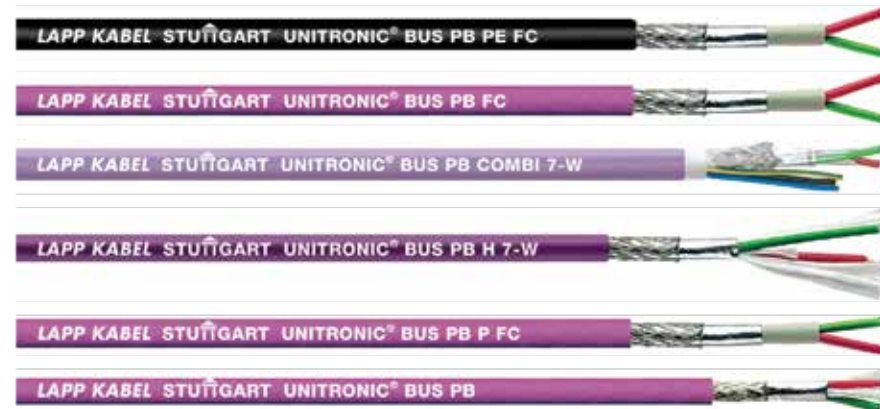 LAPP KABEL STUTTGART UNITRONIC® BUS PB PE FC
LAPP KABEL STUTTGART UNITRONIC® BUS PB FC
LAPP KABEL STUTTGART UNITRONIC® BUS PB COMBI 7-W
LAPP KABEL STUTTGART UNITRONIC® BUS PB H 7-W
LAPP KABEL STUTTGART UNITRONIC® BUS PB P FC
LAPP KABEL STUTTGART UNITRONIC® BUS PB